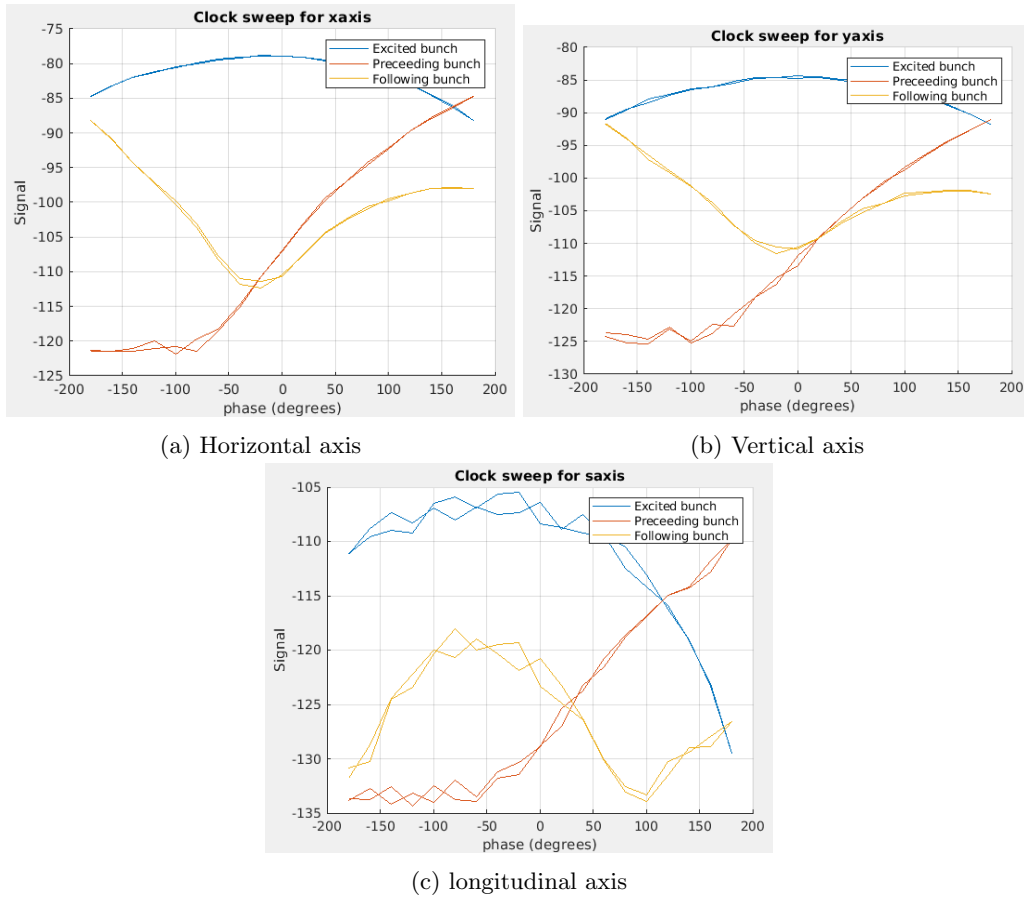 Clock sweep for xaxis
-75
-80
-85
-90
-95
-100
-105
-110
-115
-120
-125
Signal
Excited bunch
Preceeding bunch
Following bunch
-200 -150 -100 -50 0 50 100 150 200
phase (degrees)
(a) Horizontal axis
Clock sweep for yaxis
-80
-85
-90
-95
-100
-105
-110
-115
-120
-125
-130
Signal
Excited bunch
Preceeding bunch
Following bunch
-200 -150 -100 -50 0 50 100 150 200
phase (degrees)
(b) Vertical axis
Clock sweep for saxis
-105
-110
-115
-120
-125
-130
-135
Signal
Excited bunch
Preceeding bunch
Following bunch
-200 -150 -100 -50 0 50 100 150 200
phase (degrees)
(c) longitudinal axis